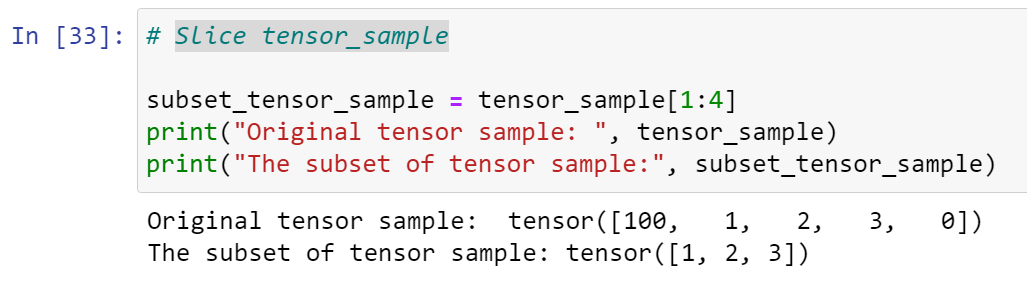 In [33]: # Slice tensor_sample
subset_tensor_sample = tensor_sample[1:4]
print("Original tensor sample: ", tensor_sample)
print("The subset of tensor sample:", subset_tensor_sample)
Original tensor sample:  tensor([100,   1,   2,   3,   0])
The subset of tensor sample: tensor([1, 2, 3])